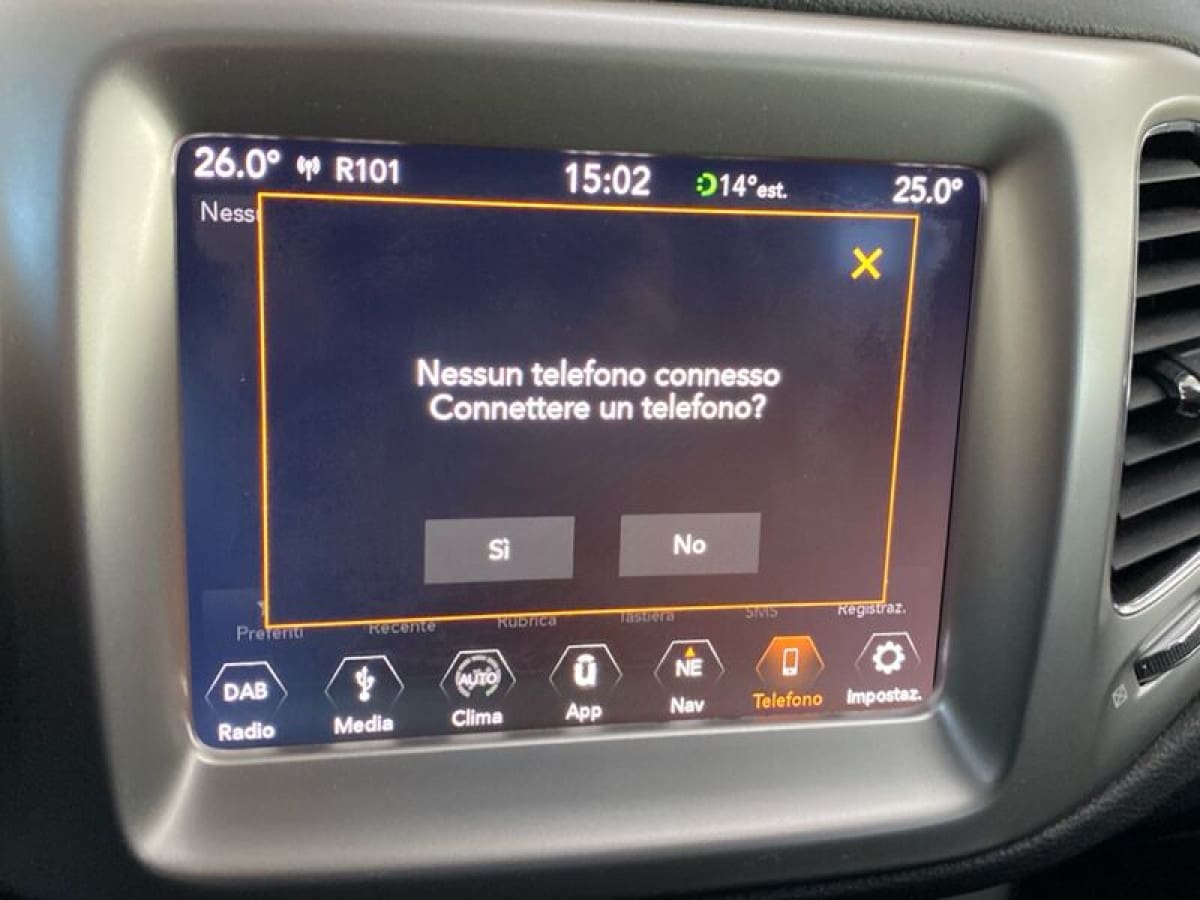 26.0° R101 15:02 14°est. 25.0°
Ness
Nessun telefono connesso
Connettere un telefono?
Sì No
Preferiti Recente Rubrica Tastiera SMS Registraz.
DAB AUTO û NE
Radio Media Clima App Nav Telefono Impostaz.